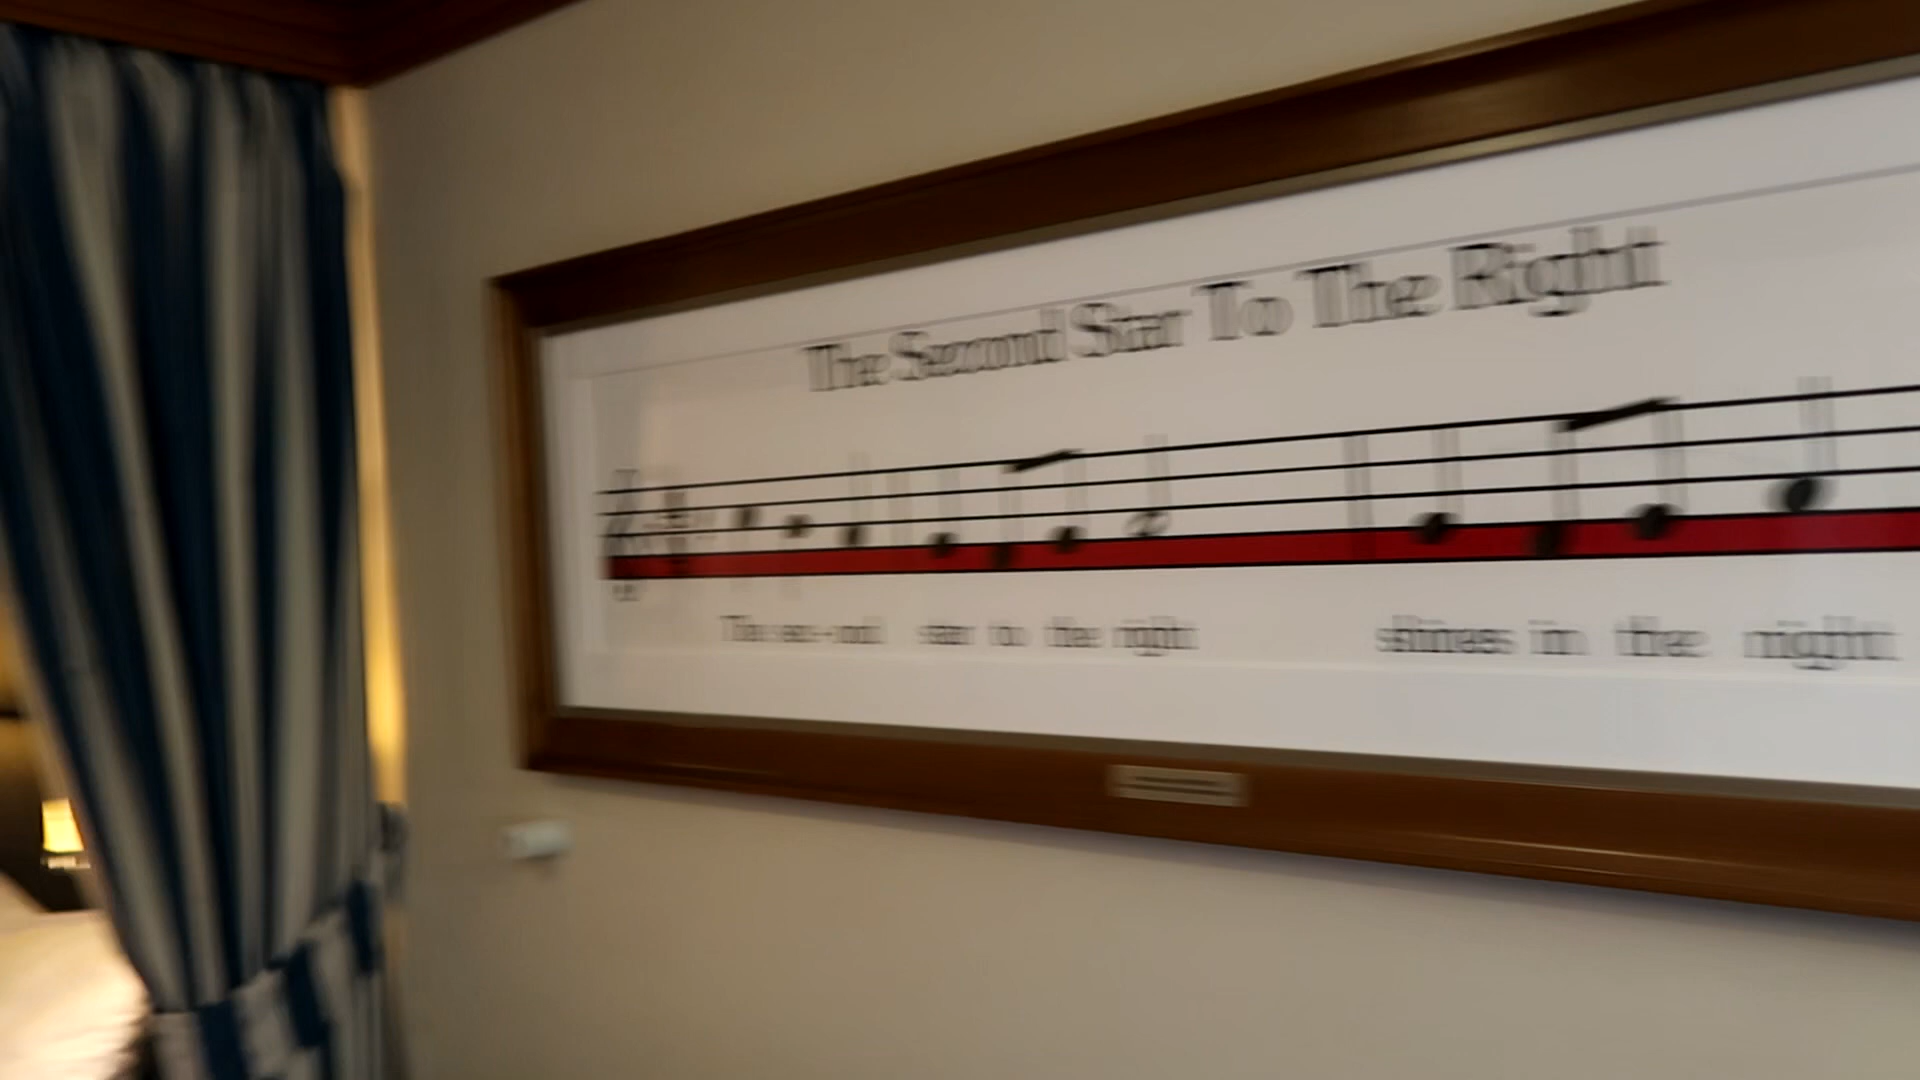 The Second Star To The Right
The sec-ond star to the right shines in the night